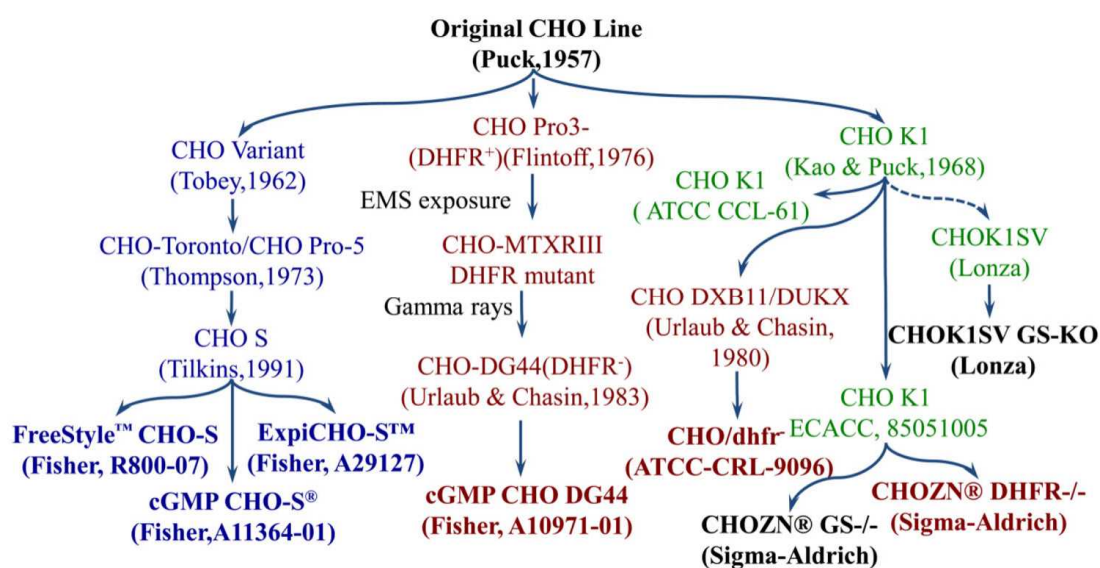 Original CHO Line
(Puck,1957)
CHO Variant
(Tobey,1962)
CHO-Toronto/CHO Pro-5
(Thompson,1973)
CHO S
(Tilkins,1991)
FreeStyle™ CHO-S
(Fisher, R800-07)
ExpiCHO-S™
(Fisher, A29127)
cGMP CHO-S®
(Fisher,A11364-01)
CHO Pro3-
(DHFR⁺)(Flintoff,1976)
EMS exposure
CHO-MTXRIII
DHFR mutant
Gamma rays
CHO-DG44(DHFR⁻)
(Urlaub & Chasin,1983)
cGMP CHO DG44
(Fisher, A10971-01)
CHO K1
(Kao & Puck,1968)
CHO K1
( ATCC CCL-61)
CHO DXB11/DUKX
(Urlaub & Chasin,
1980)
CHO/dhfr⁻
(ATCC-CRL-9096)
CHOK1SV
(Lonza)
CHOK1SV GS-KO
(Lonza)
CHO K1
ECACC, 85051005
CHOZN® GS-/-
(Sigma-Aldrich)
CHOZN® DHFR-/-
(Sigma-Aldrich)